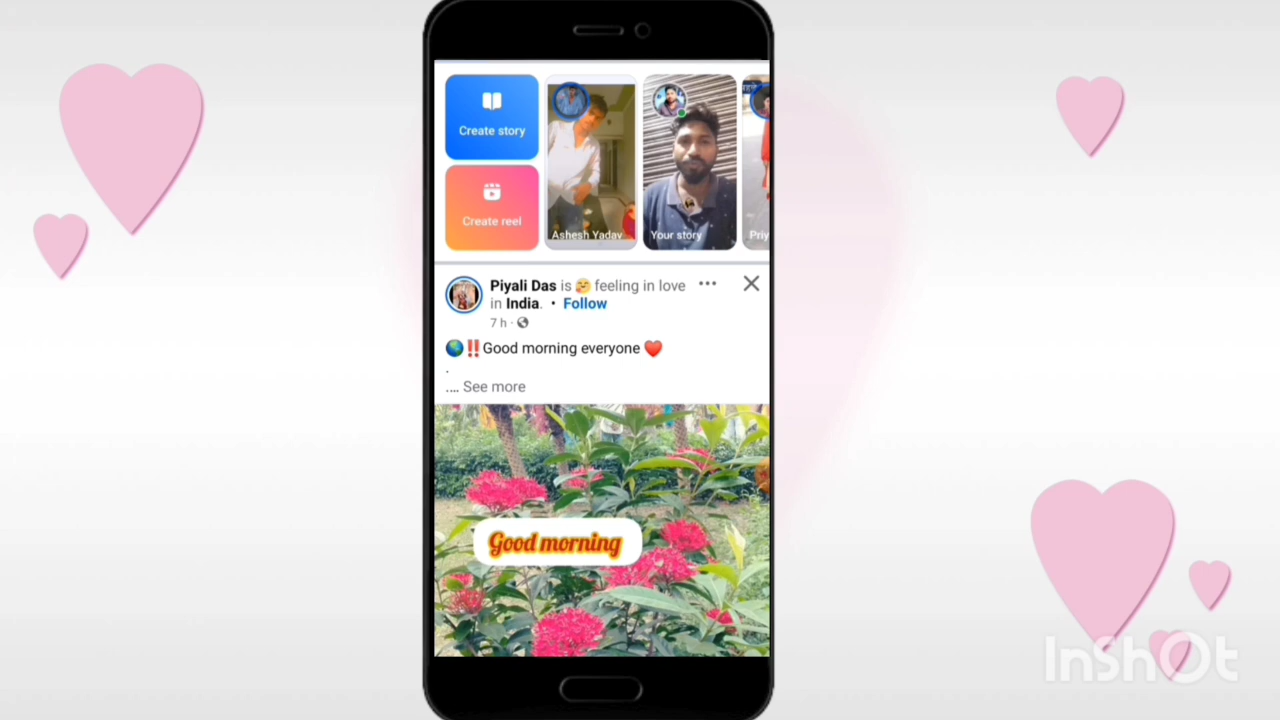 Create story
Create reel
Ashesh Yadav
Your story
Priy
Piyali Das is 🥰 feeling in love
in India. • Follow
7 h ·
🌎‼️Good morning everyone ❤️
.
.... See more
Good morning
InShOt